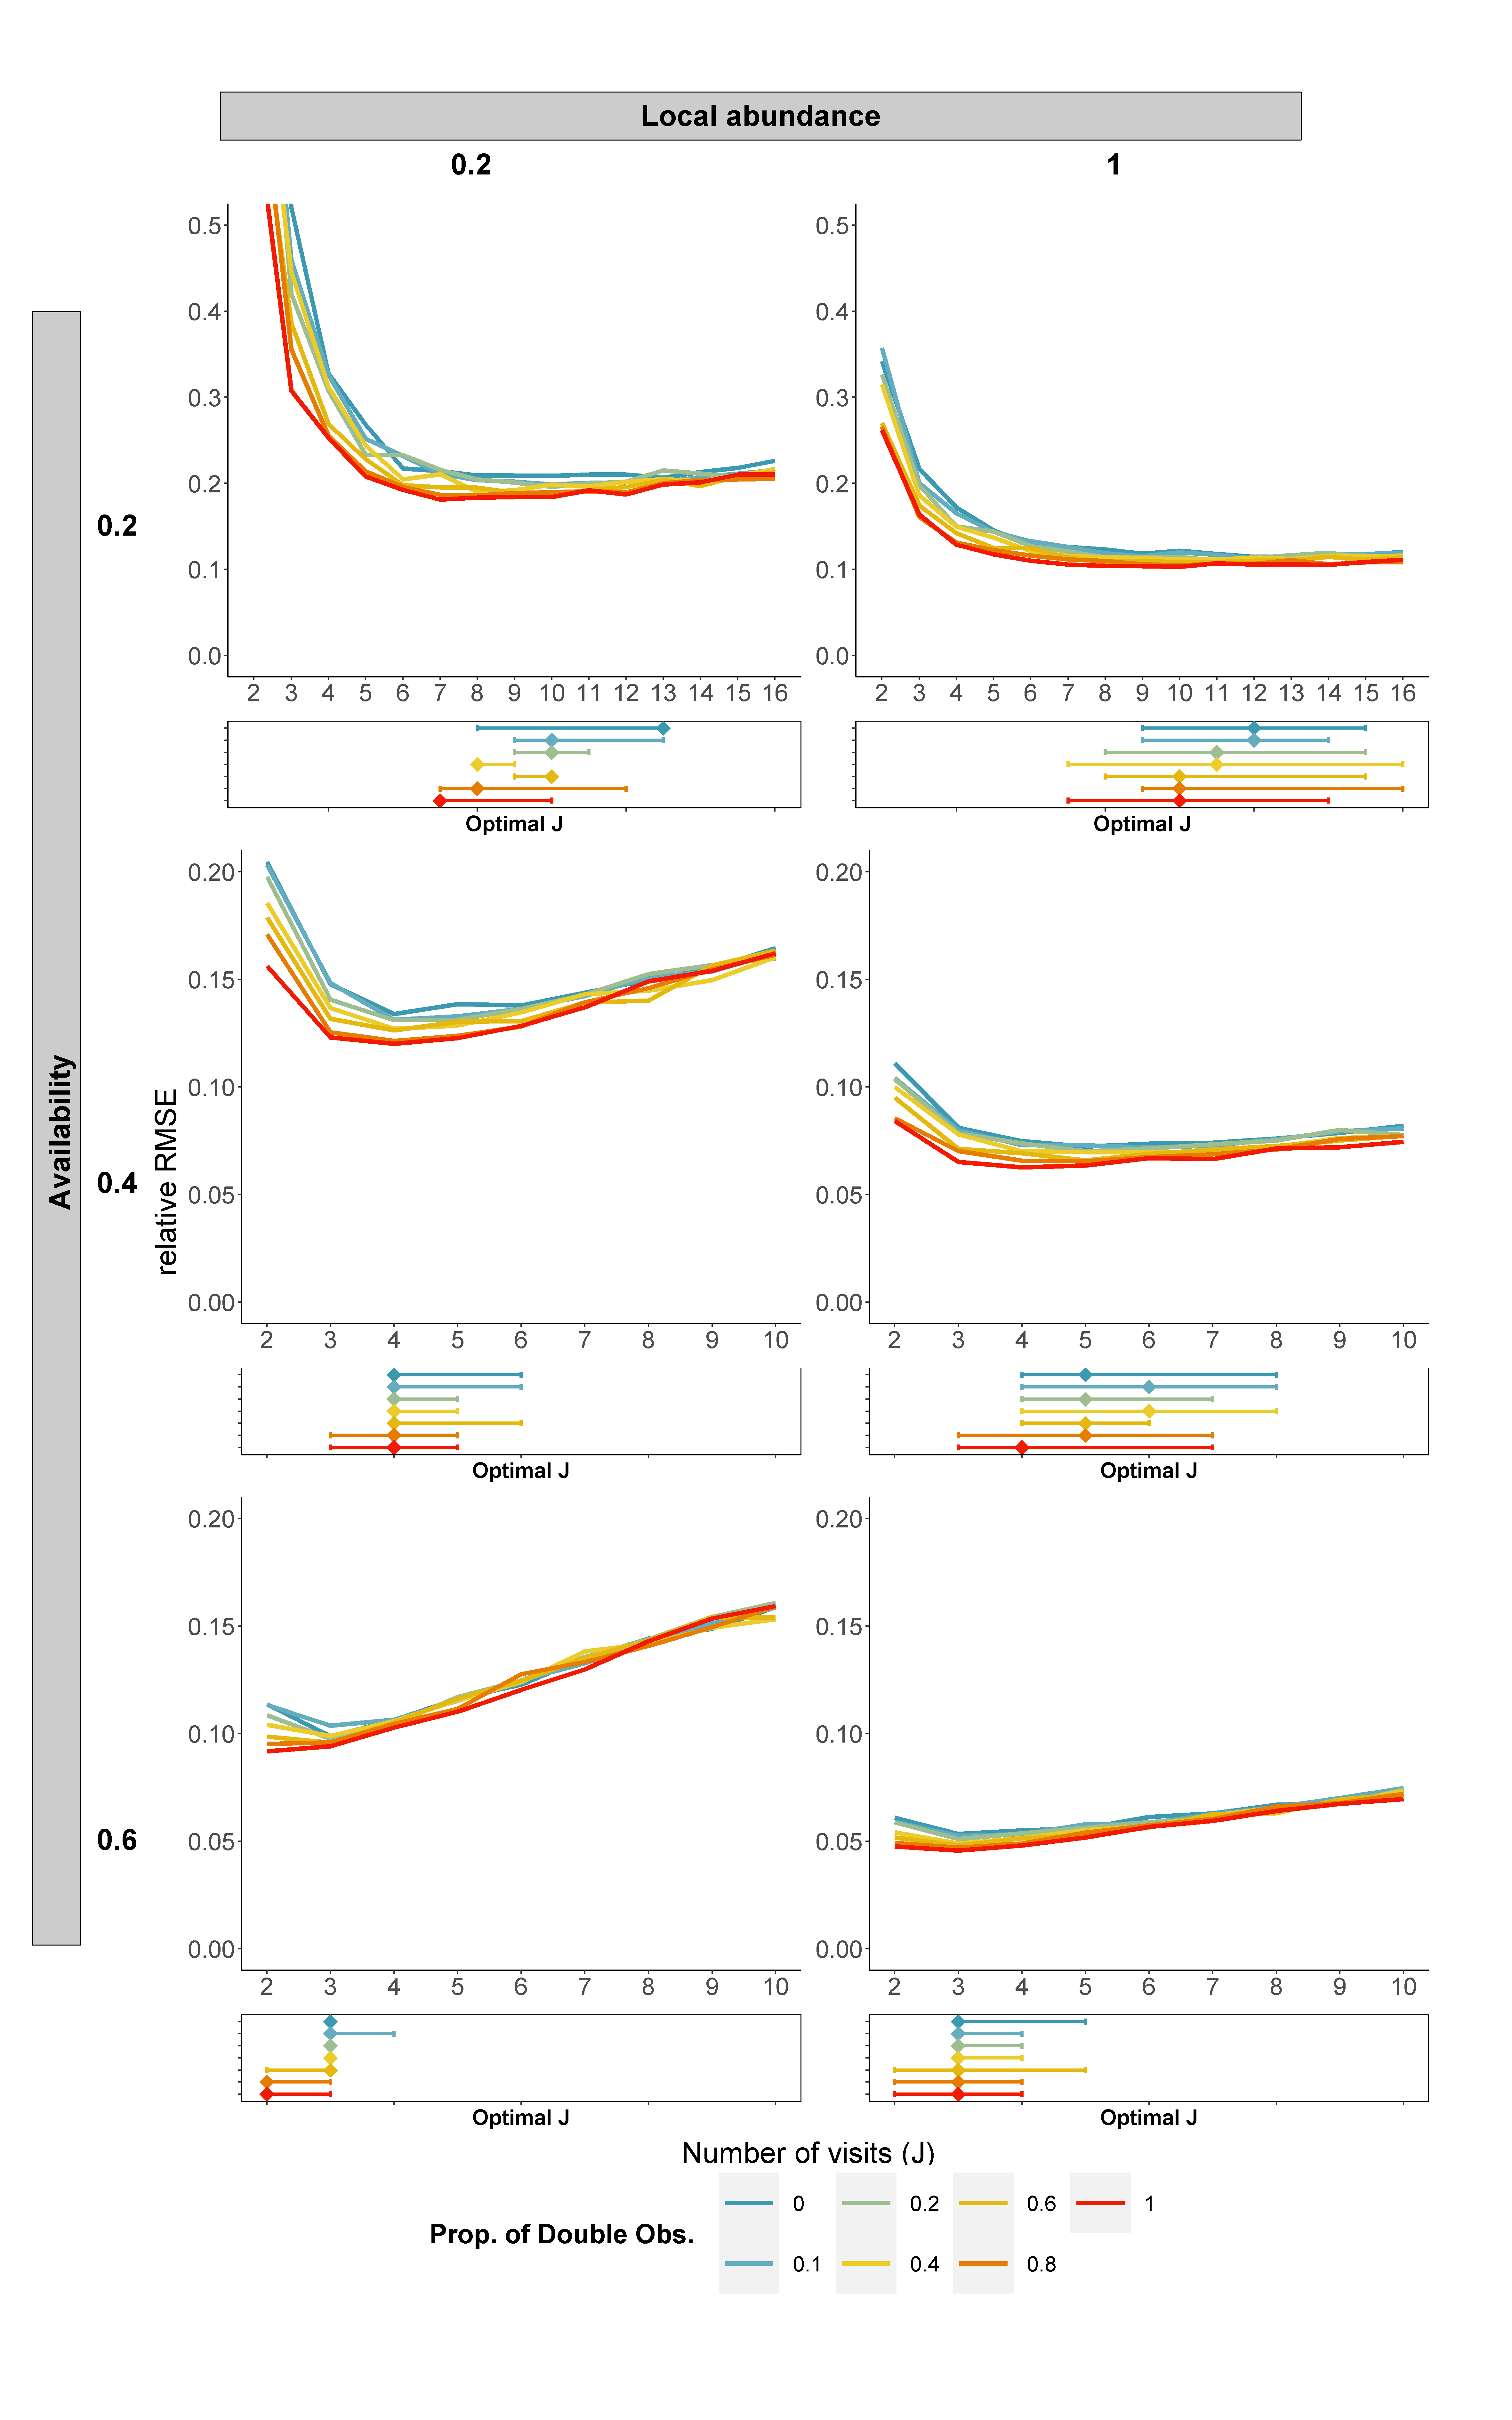 Local abundance
0.2 1
Availability
relative RMSE
0.2
0.5
0.4
0.3
0.2
0.1
0.0
2 3 4 5 6 7 8 9 10 11 12 13 14 15 16
Optimal J
0.5
0.4
0.3
0.2
0.1
0.0
2 3 4 5 6 7 8 9 10 11 12 13 14 15 16
Optimal J
0.4
0.20
0.15
0.10
0.05
0.00
2 3 4 5 6 7 8 9 10
Optimal J
0.20
0.15
0.10
0.05
0.00
2 3 4 5 6 7 8 9 10
Optimal J
0.6
0.20
0.15
0.10
0.05
0.00
2 3 4 5 6 7 8 9 10
Optimal J
0.20
0.15
0.10
0.05
0.00
2 3 4 5 6 7 8 9 10
Optimal J
Number of visits (J)
Prop. of Double Obs.
0 0.2 0.6 1
0.1 0.4 0.8